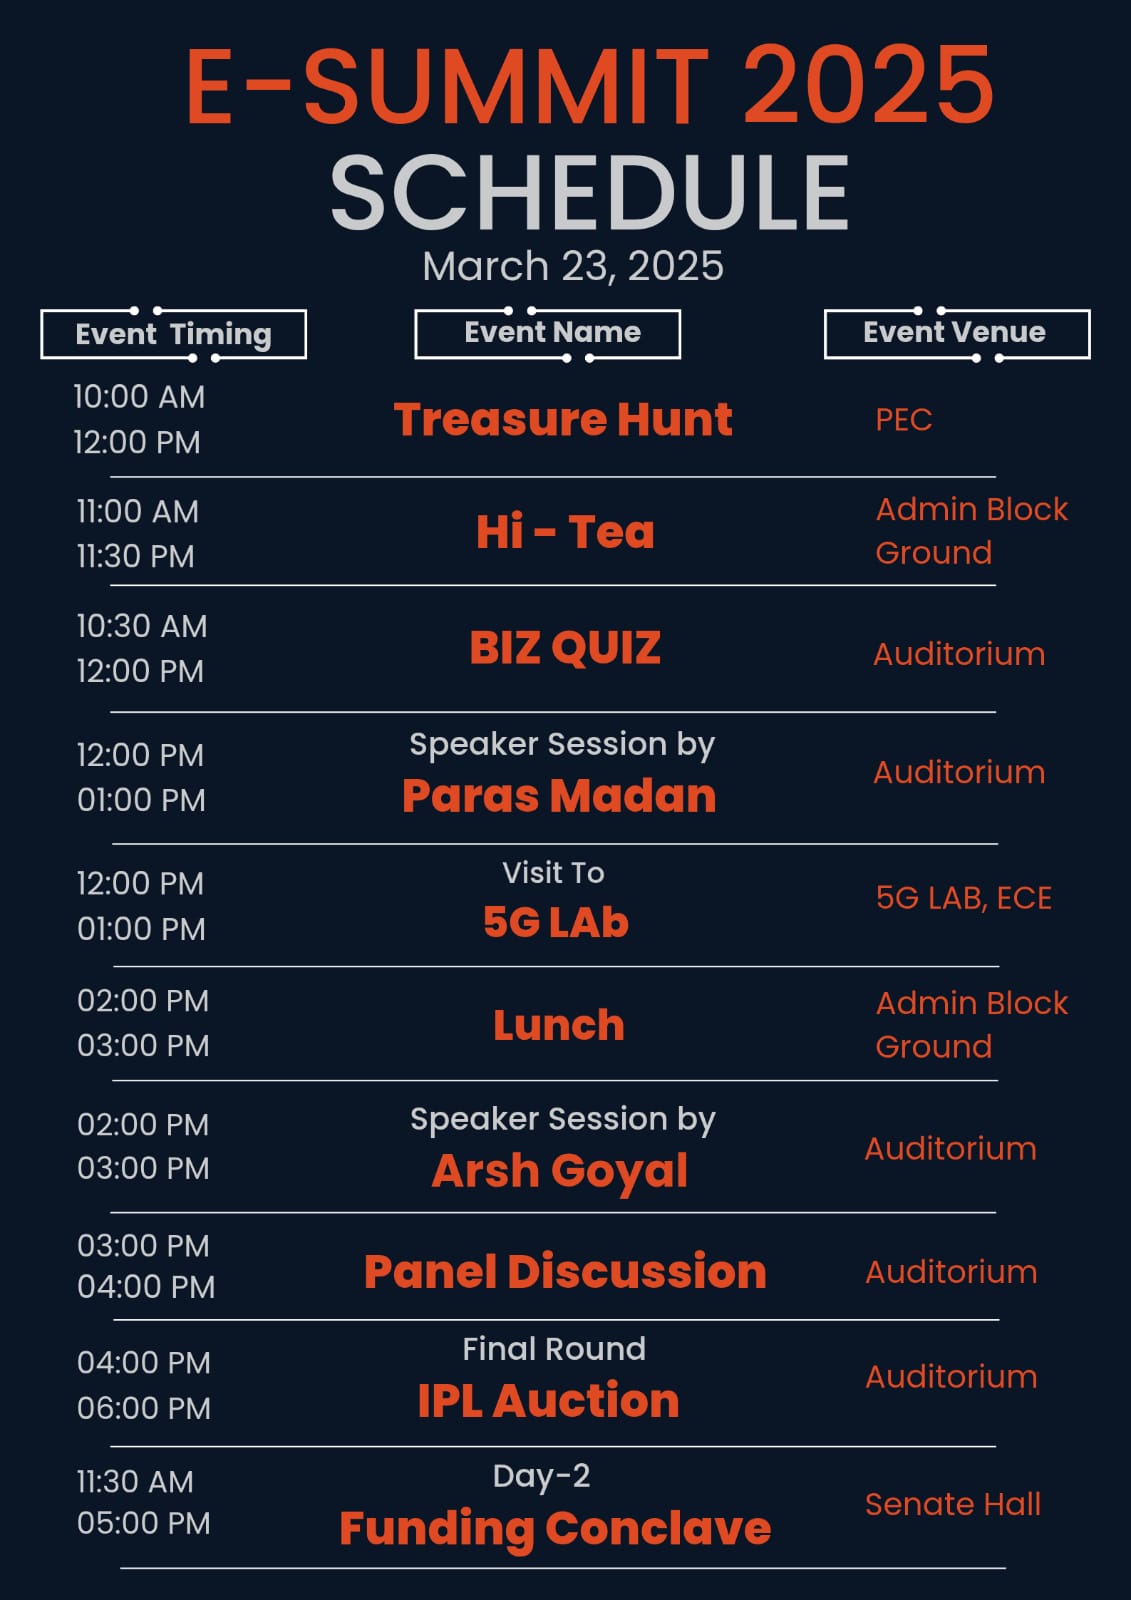 E-SUMMIT 2025
SCHEDULE
March 23, 2025
Event Timing
Event Name
Event Venue
10:00 AM
12:00 PM
Treasure Hunt
PEC
11:00 AM
11:30 PM
Hi - Tea
Admin Block
Ground
10:30 AM
12:00 PM
BIZ QUIZ
Auditorium
12:00 PM
01:00 PM
Speaker Session by
Paras Madan
Auditorium
12:00 PM
01:00 PM
Visit To
5G LAb
5G LAB, ECE
02:00 PM
03:00 PM
Lunch
Admin Block
Ground
02:00 PM
03:00 PM
Speaker Session by
Arsh Goyal
Auditorium
03:00 PM
04:00 PM
Panel Discussion
Auditorium
04:00 PM
06:00 PM
Final Round
IPL Auction
Auditorium
11:30 AM
05:00 PM
Day-2
Funding Conclave
Senate Hall